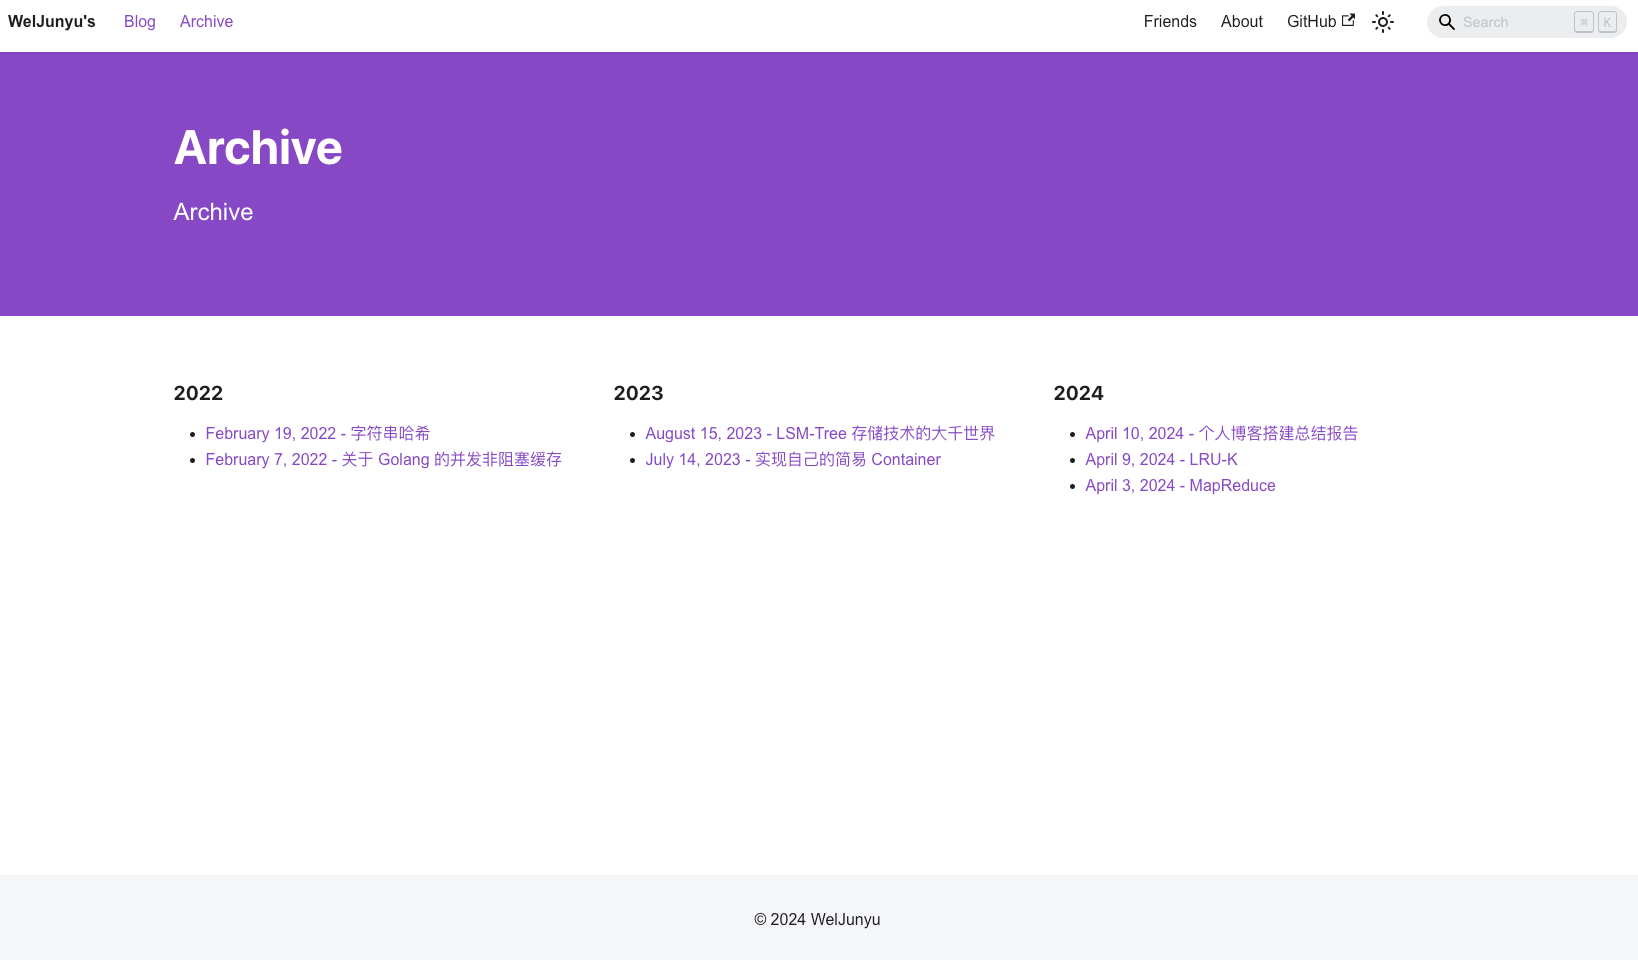 WelJunyu's Blog Archive Friends About GitHub Search ⌘ K
Archive
Archive
2022
February 19, 2022 - 字符串哈希
February 7, 2022 - 关于 Golang 的并发非阻塞缓存
2023
August 15, 2023 - LSM-Tree 存储技术的大千世界
July 14, 2023 - 实现自己的简易 Container
2024
April 10, 2024 - 个人博客搭建总结报告
April 9, 2024 - LRU-K
April 3, 2024 - MapReduce
© 2024 WelJunyu